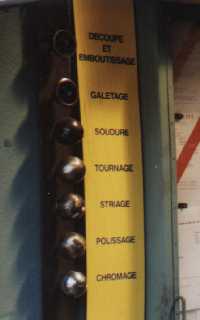 DECOUPE
ET
EMBOUTISSAGE
GALETAGE
SOUDURE
TOURNAGE
STRIAGE
POLISSAGE
CHROMAGE